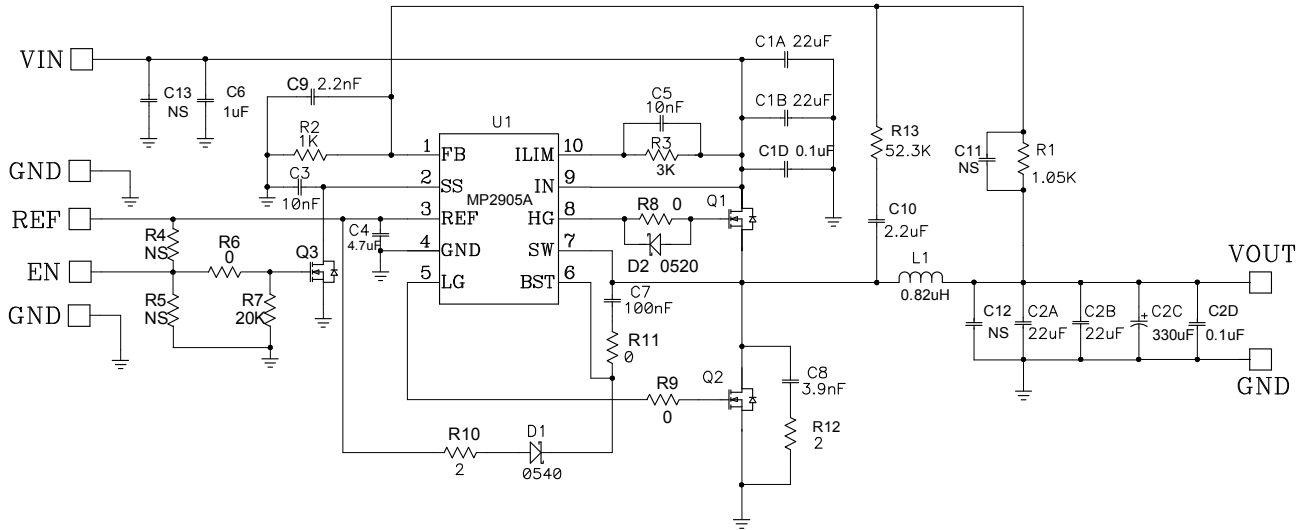 VIN
C13
NS
C6
1uF
C9 2.2nF
R2
1K
C3
10nF
U1
MP2905A
1 FB
2 SS
3 REF
4 GND
5 LG
ILIM 10
IN 9
HG 8
SW 7
BST 6
C5
10nF
R3
3K
C1A 22uF
C1B 22uF
C1D 0.1uF
R8 0
D2 0520
Q1
R13
52.3K
C10
2.2uF
C11
NS
R1
1.05K
GND
REF
R4
NS
C4
4.7uF
EN
R6
0
Q3
R5
NS
R7
20K
GND
C7
100nF
R11
0
L1
0.82uH
VOUT
C12
NS
C2A
22uF
C2B
22uF
+
C2C
330uF
C2D
0.1uF
GND
R9
0
Q2
C8
3.9nF
R12
2
R10
2
D1
0540